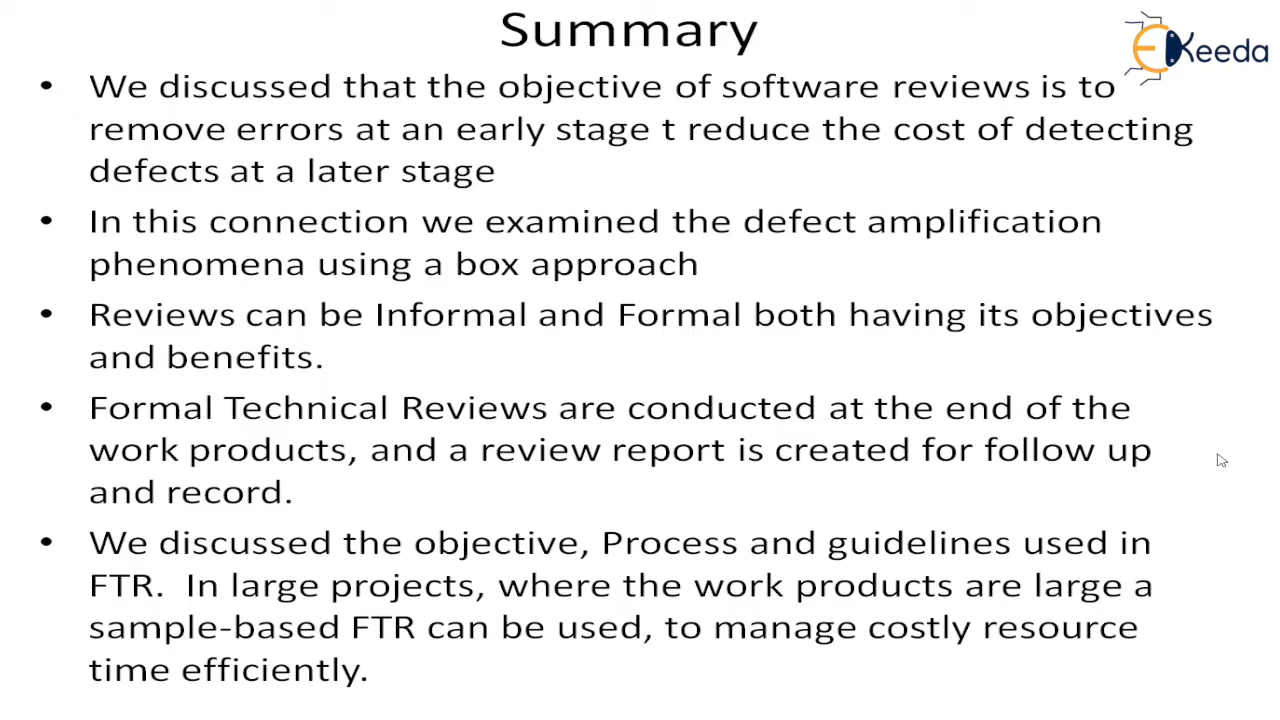 Summary
EKeeda
• We discussed that the objective of software reviews is to
remove errors at an early stage t reduce the cost of detecting
defects at a later stage
• In this connection we examined the defect amplification
phenomena using a box approach
• Reviews can be Informal and Formal both having its objectives
and benefits.
• Formal Technical Reviews are conducted at the end of the
work products, and a review report is created for follow up
and record.
• We discussed the objective, Process and guidelines used in
FTR.  In large projects, where the work products are large a
sample-based FTR can be used, to manage costly resource
time efficiently.